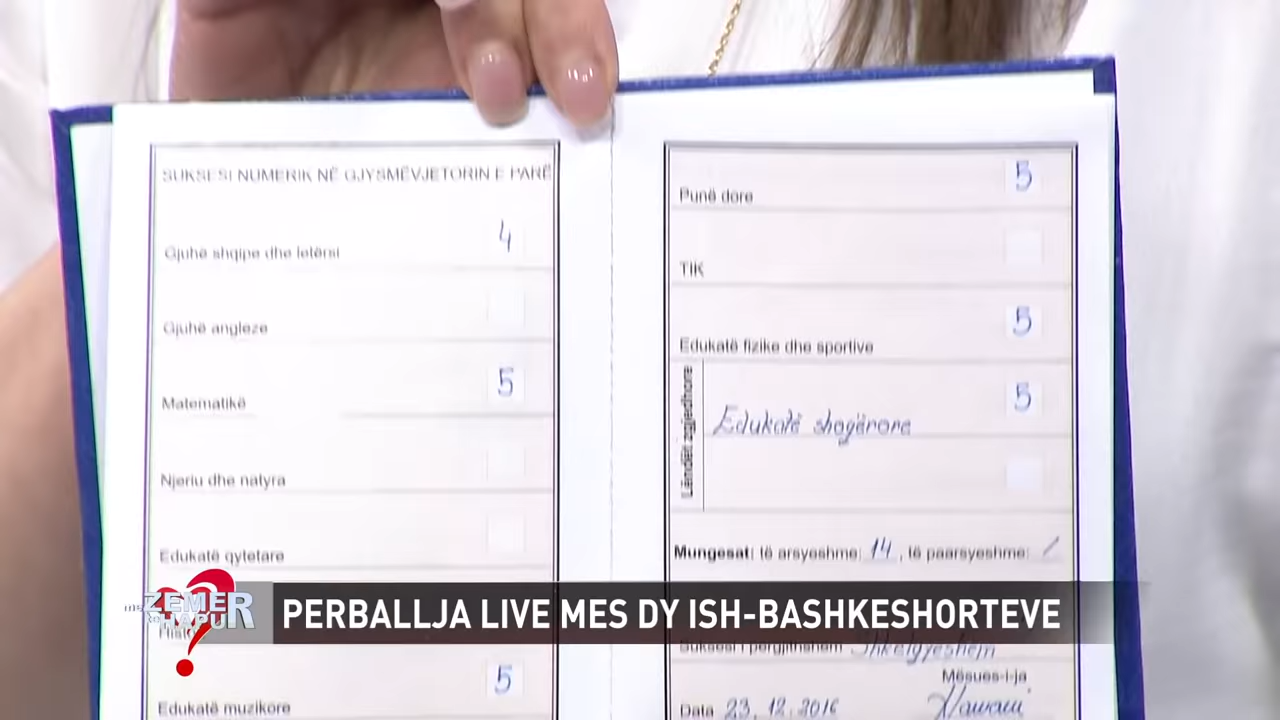 SUKSESI NUMERIK NË GJYSMËVJETORIN E PARË
Gjuhë shqipe dhe letërsi 4
Gjuhë angleze
Matematikë 5
Njeriu dhe natyra
Edukatë qytetare
Edukatë muzikore 5
Punë dore 5
TIK
Edukatë fizike dhe sportive 5
Lëndët zgjedhore
Edukatë shoqërore 5
Mungesat: të arsyeshme: 14, të paarsyeshme: /
Suksesi i përgjithshëm Shkëlqyeshëm
Mësues-i-ja
Data 23.12.2016
ZEMER
HAPUR
PERBALLJA LIVE MES DY ISH-BASHKESHORTEVE